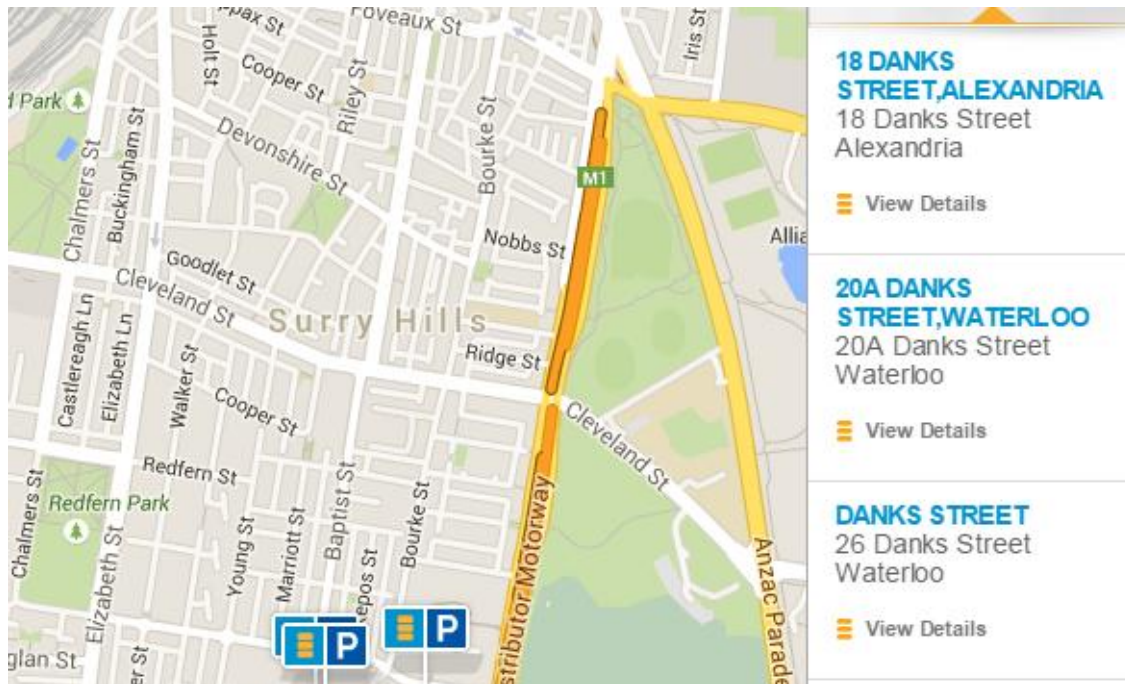 Foveaux St
Holt St
Cooper St
Riley St
Iris St
Park
Devonshire St
Bourke St
Buckingham St
Chalmers St
M1
Nobbs St
Goodlet St
Cleveland St
Surry Hills
Ridge St
Castlereagh Ln
Elizabeth Ln
Walker St
Cooper St
Cleveland St
Redfern St
Redfern Park
Chalmers St
Elizabeth St
Young St
Marriott St
Baptist St
Bourke St
Anzac Parade
Motorway
P
P
18 DANKS
STREET,ALEXANDRIA
18 Danks Street
Alexandria
View Details
20A DANKS
STREET,WATERLOO
20A Danks Street
Waterloo
View Details
DANKS STREET
26 Danks Street
Waterloo
View Details